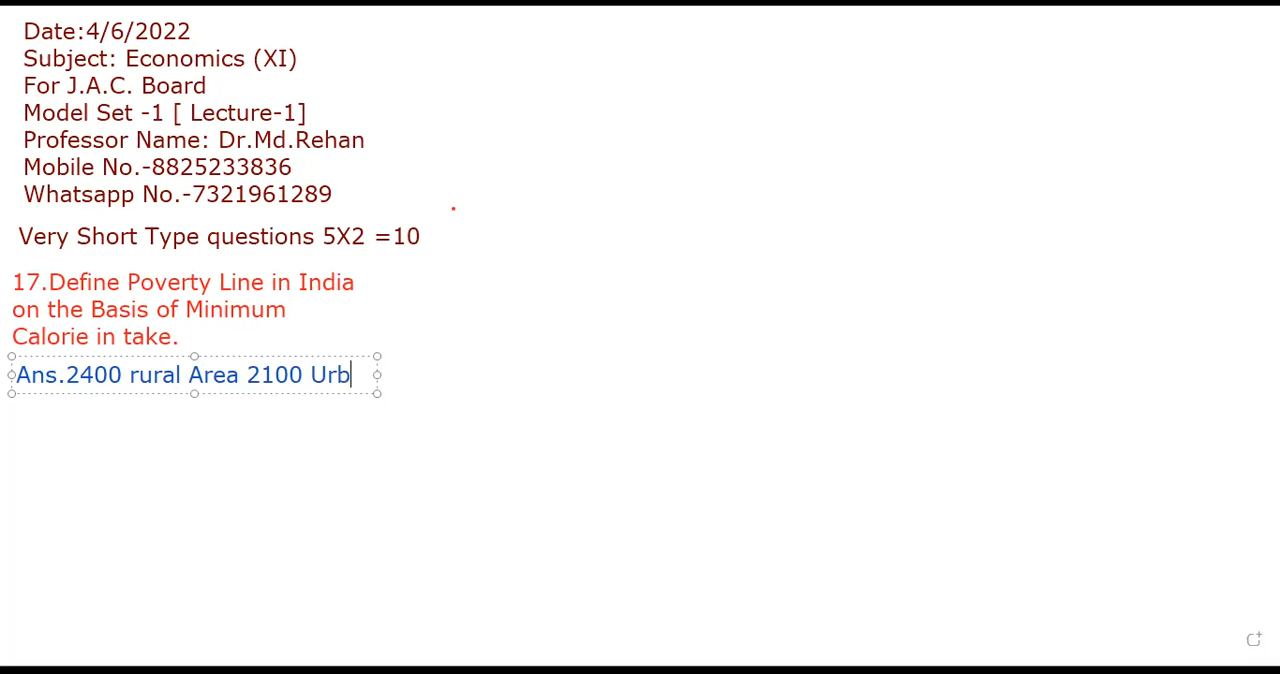 Date:4/6/2022
Subject: Economics (XI)
For J.A.C. Board
Model Set -1 [ Lecture-1]
Professor Name: Dr.Md.Rehan
Mobile No.-8825233836
Whatsapp No.-7321961289
Very Short Type questions 5X2 =10
17.Define Poverty Line in India
on the Basis of Minimum
Calorie in take.
Ans.2400 rural Area 2100 Urb